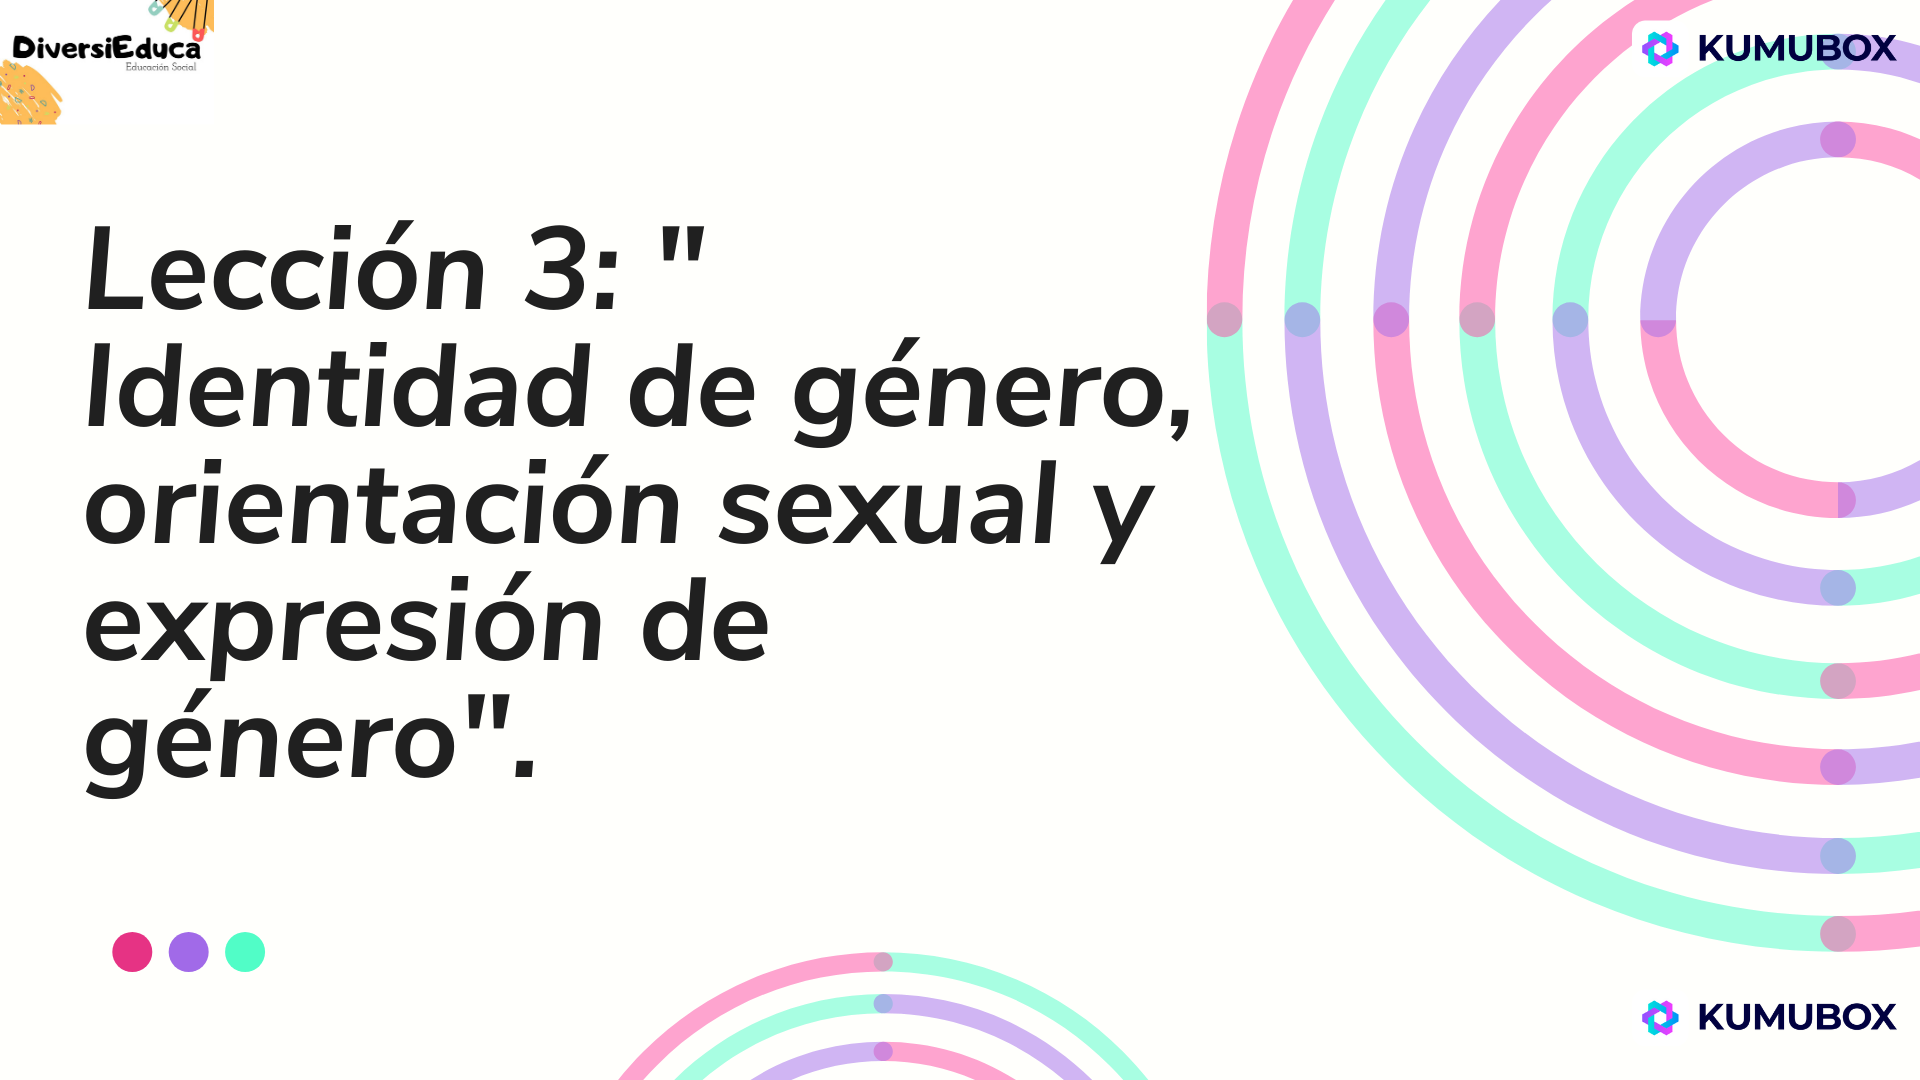 DiversiEduca
Educación Social
KUMUBOX
Lección 3: "
Identidad de género,
orientación sexual y
expresión de
género".
KUMUBOX